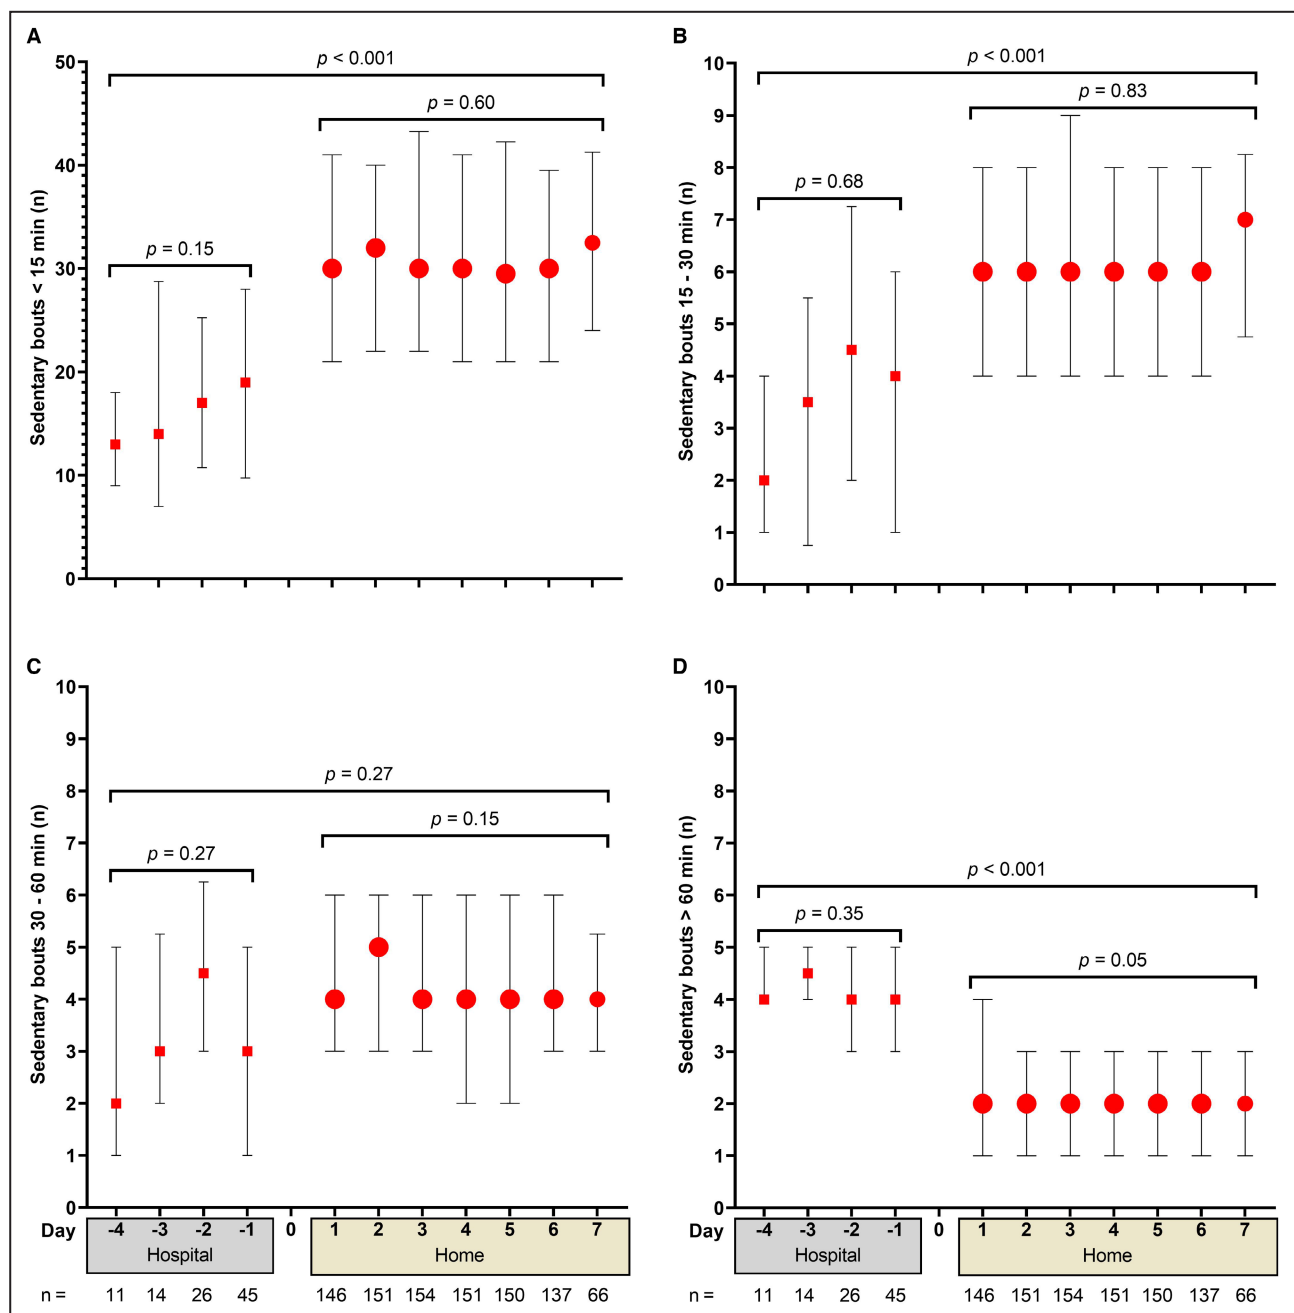 A
p < 0.001
p = 0.60
p = 0.15
Sedentary bouts < 15 min (n)
50
40
30
20
10
0
B
p < 0.001
p = 0.83
p = 0.68
Sedentary bouts 15 - 30 min (n)
10
9
8
7
6
5
4
3
2
1
0
C
p = 0.27
p = 0.15
p = 0.27
Sedentary bouts 30 - 60 min (n)
10
9
8
7
6
5
4
3
2
1
0
Day -4 -3 -2 -1 0 1 2 3 4 5 6 7
Hospital Home
n = 11 14 26 45 146 151 154 151 150 137 66
D
p < 0.001
p = 0.35
p = 0.05
Sedentary bouts > 60 min (n)
10
9
8
7
6
5
4
3
2
1
0
Day -4 -3 -2 -1 0 1 2 3 4 5 6 7
Hospital Home
n = 11 14 26 45 146 151 154 151 150 137 66